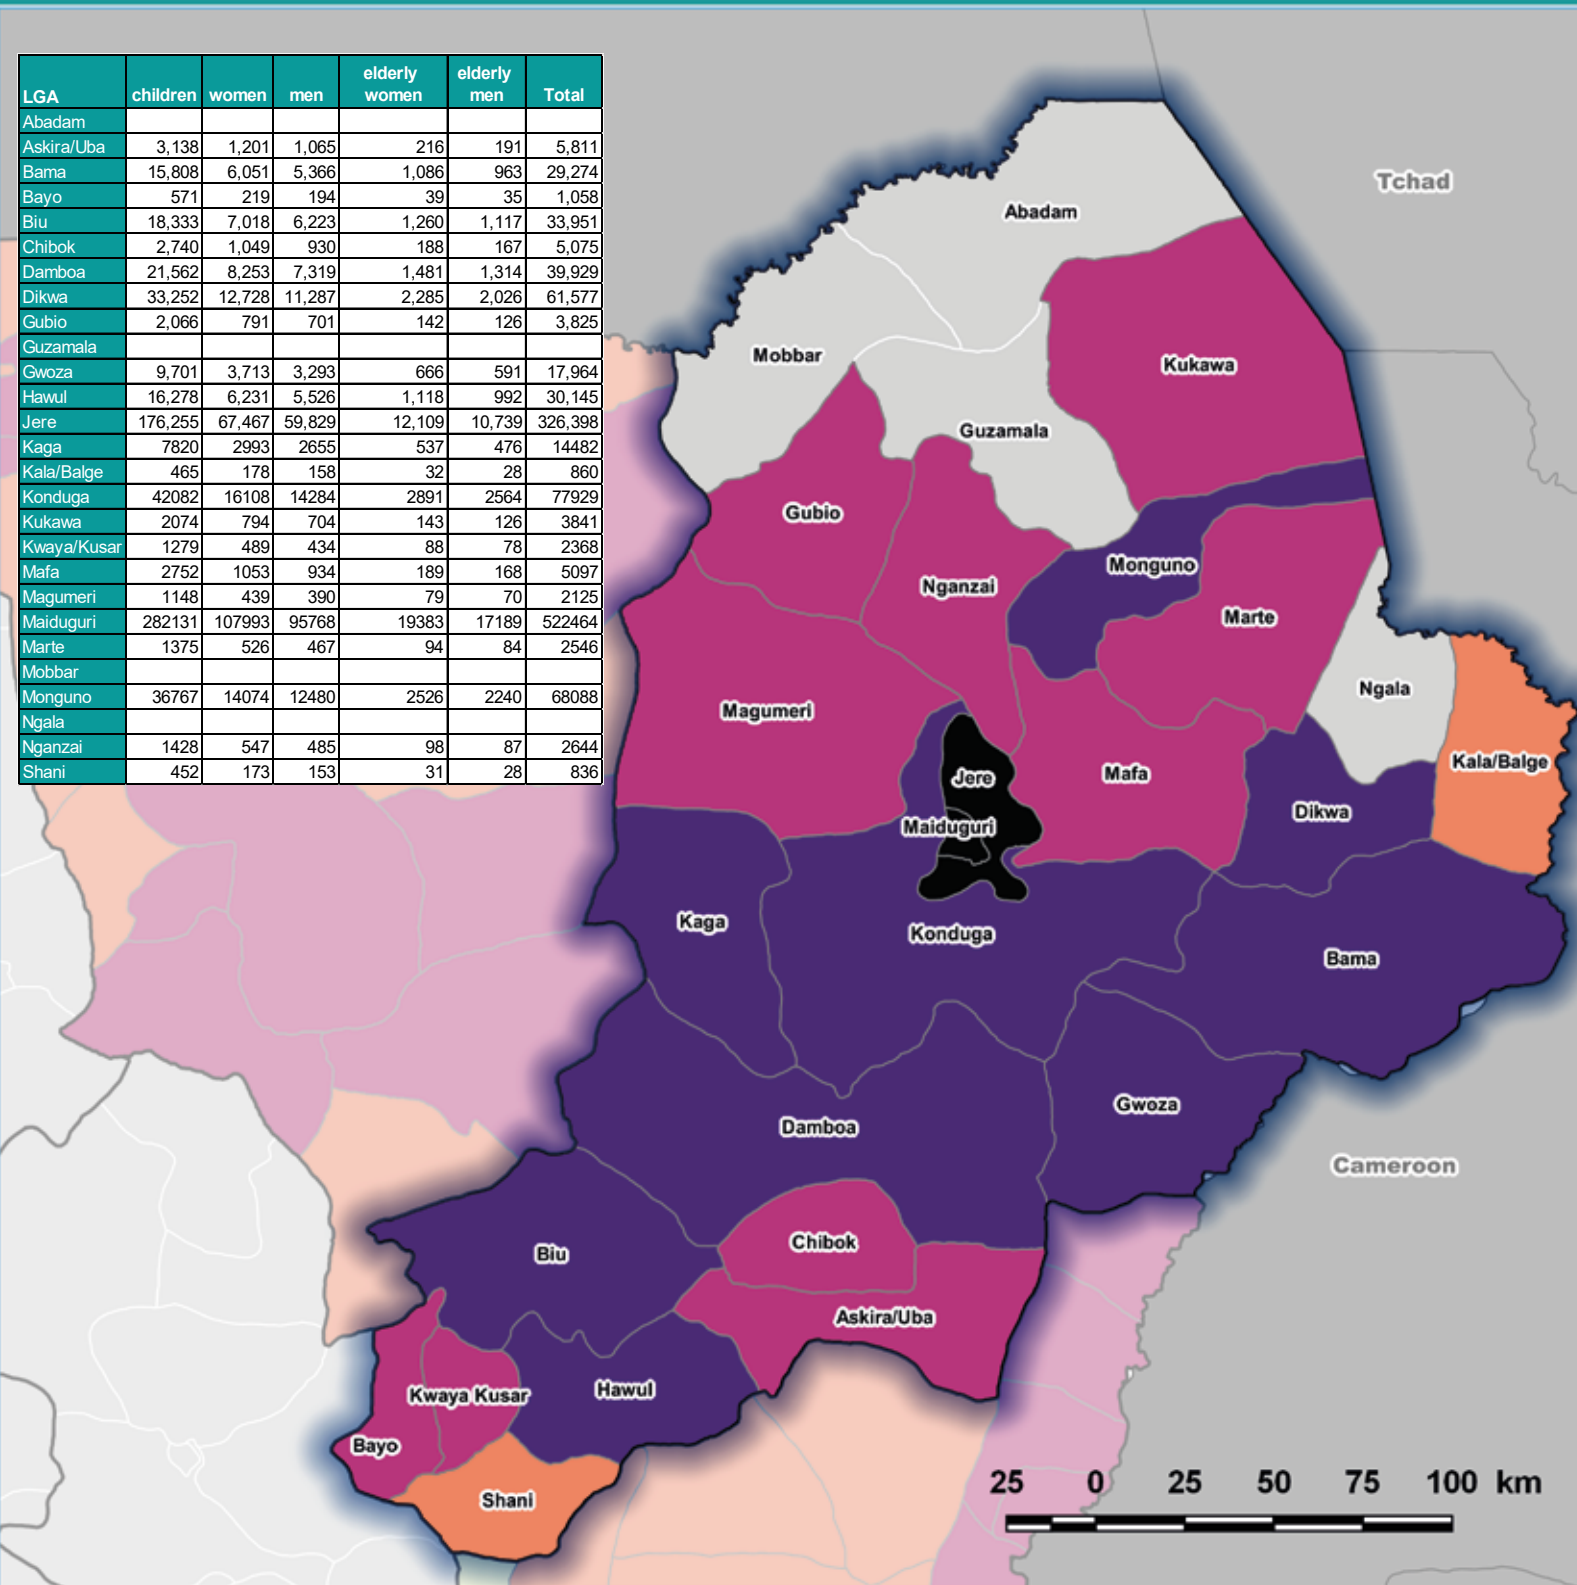 LGA children women men elderly women elderly men Total
Abadam
Askira/Uba 3,138 1,201 1,065 216 191 5,811
Bama 15,808 6,051 5,366 1,086 963 29,274
Bayo 571 219 194 39 35 1,058
Biu 18,333 7,018 6,223 1,260 1,117 33,951
Chibok 2,740 1,049 930 188 167 5,075
Damboa 21,562 8,253 7,319 1,481 1,314 39,929
Dikwa 33,252 12,728 11,287 2,285 2,026 61,577
Gubio 2,066 791 701 142 126 3,825
Guzamala
Gwoza 9,701 3,713 3,293 666 591 17,964
Hawul 16,278 6,231 5,526 1,118 992 30,145
Jere 176,255 67,467 59,829 12,109 10,739 326,398
Kaga 7820 2993 2655 537 476 14482
Kala/Balge 465 178 158 32 28 860
Konduga 42082 16108 14284 2891 2564 77929
Kukawa 2074 794 704 143 126 3841
Kwaya/Kusar 1279 489 434 88 78 2368
Mafa 2752 1053 934 189 168 5097
Magumeri 1148 439 390 79 70 2125
Maiduguri 282131 107993 95768 19383 17189 522464
Marte 1375 526 467 94 84 2546
Mobbar
Monguno 36767 14074 12480 2526 2240 68088
Ngala
Nganzai 1428 547 485 98 87 2644
Shani 452 173 153 31 28 836
Tchad
Abadam
Mobbar
Kukawa
Guzamala
Gubio
Monguno
Nganzai
Marte
Ngala
Magumeri
Kala/Balge
Jere
Mafa
Dikwa
Maiduguri
Kaga
Konduga
Bama
Gwoza
Damboa
Cameroon
Chibok
Biu
Askira/Uba
Hawul
Kwaya Kusar
Bayo
Shani
25 0 25 50 75 100 km